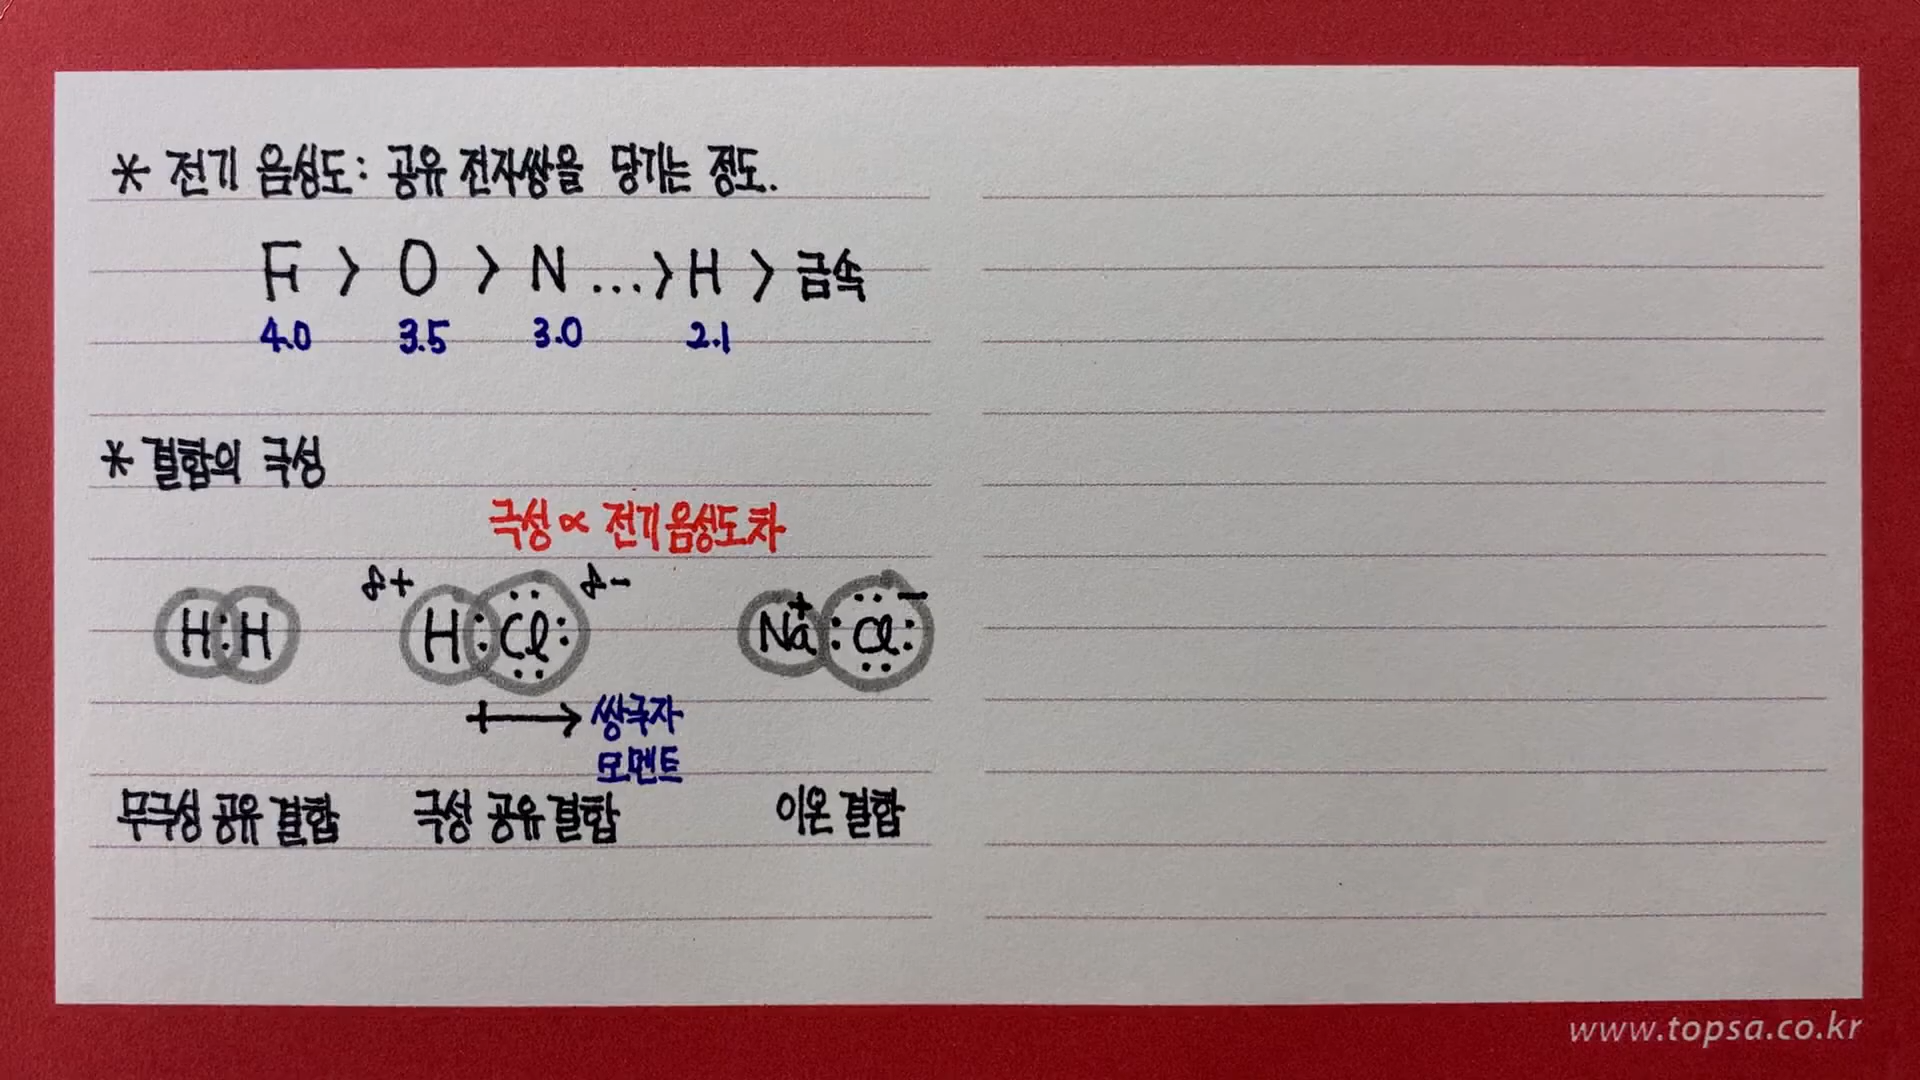 * 전기 음성도: 공유 전자쌍을 당기는 정도.
F > O > N ... > H > 금속
4.0 3.5 3.0 2.1
* 결합의 극성
극성 ∝ 전기음성도차
δ+ δ-
H:H H:Cl: Na+ :Cl:−
쌍극자
모멘트
무극성 공유 결합 극성 공유 결합 이온 결합
www.topsa.co.kr